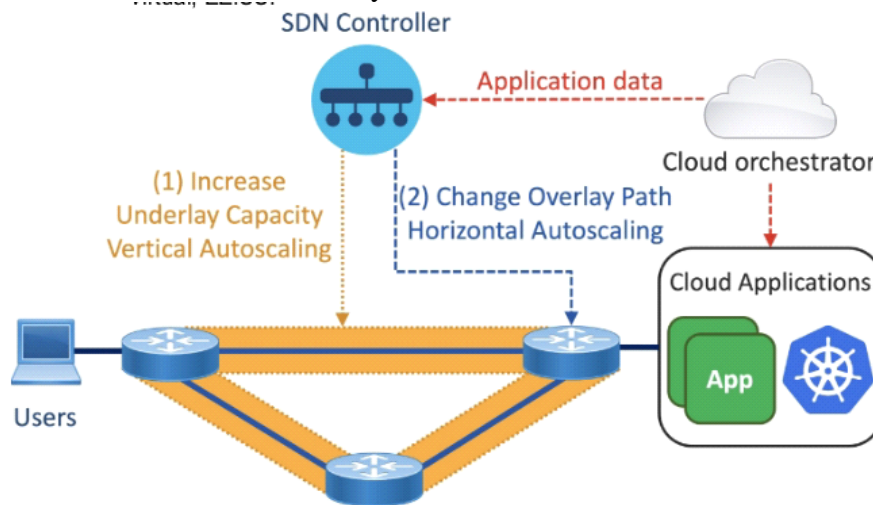 SDN Controller
Application data
Cloud orchestrator
(1) Increase
Underlay Capacity
Vertical Autoscaling
(2) Change Overlay Path
Horizontal Autoscaling
Cloud Applications
App
Users